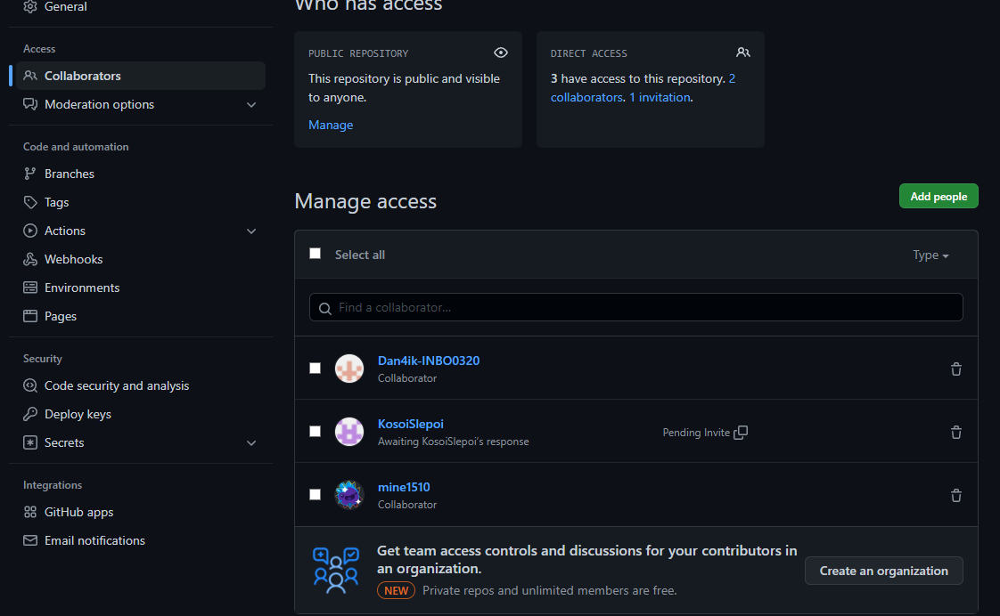 General
Access
Collaborators
Moderation options
Code and automation
Branches
Tags
Actions
Webhooks
Environments
Pages
Security
Code security and analysis
Deploy keys
Secrets
Integrations
GitHub apps
Email notifications
Who has access
PUBLIC REPOSITORY
This repository is public and visible
to anyone.
Manage
DIRECT ACCESS
3 have access to this repository. 2
collaborators. 1 invitation.
Manage access
Add people
Select all
Type
Find a collaborator...
Dan4ik-INBO0320
Collaborator
KosoiSlepoi
Awaiting KosoiSlepoi's response
Pending Invite
mine1510
Collaborator
Get team access controls and discussions for your contributors in
an organization.
NEW Private repos and unlimited members are free.
Create an organization